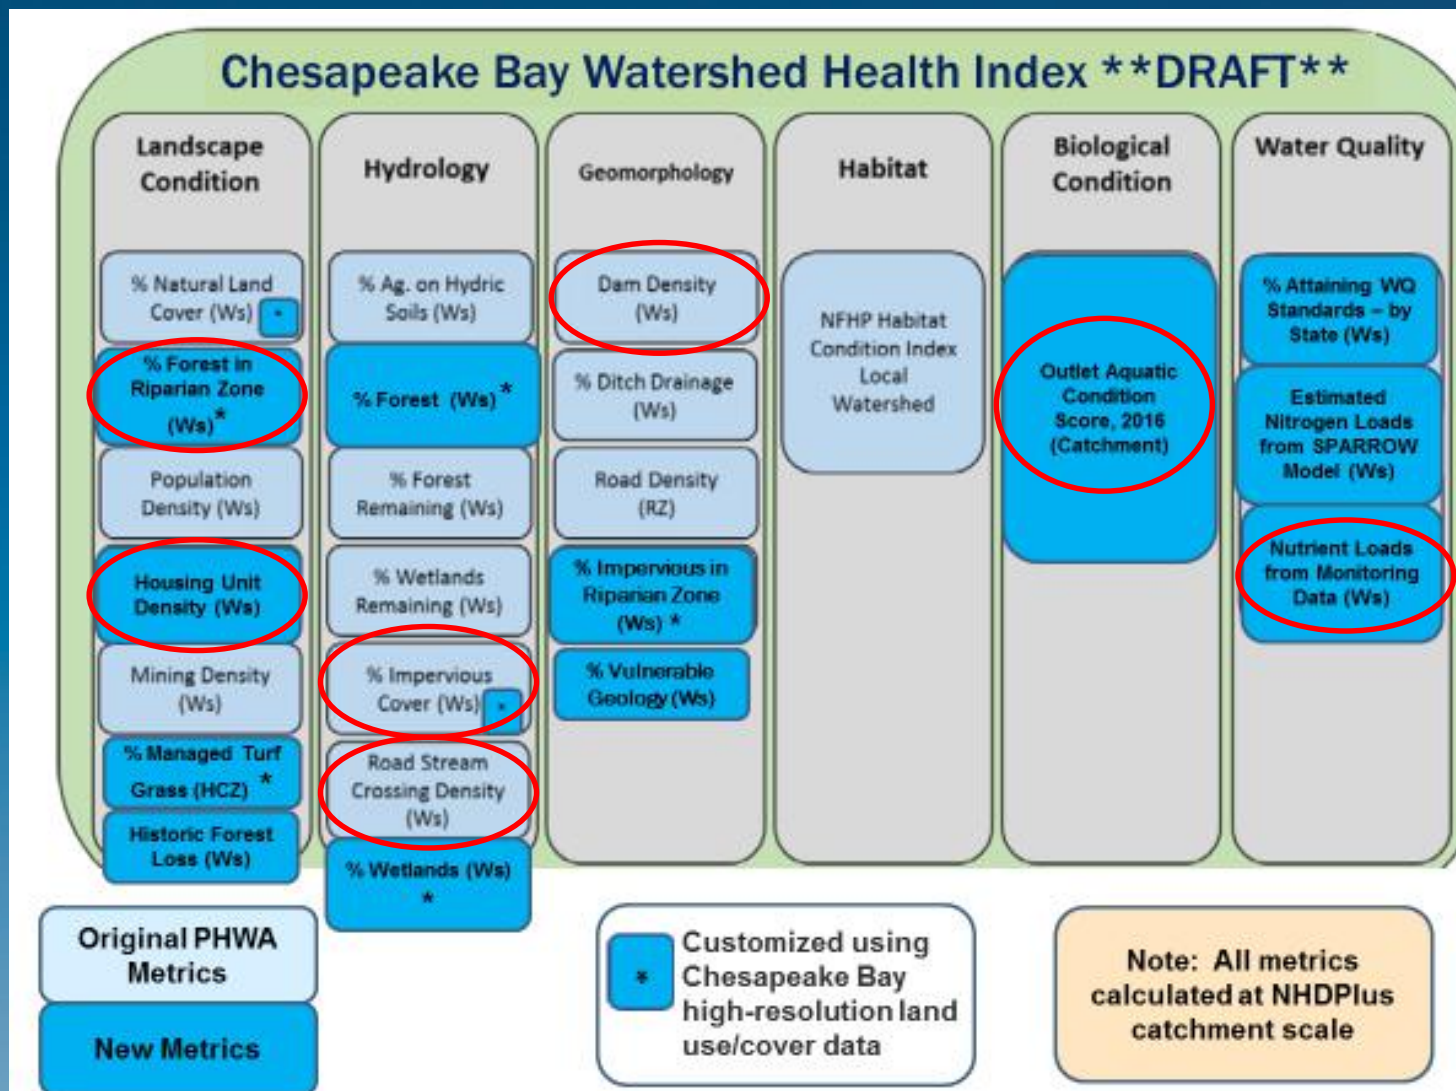 Chesapeake Bay Watershed Health Index **DRAFT**
Landscape
Condition
% Natural Land
Cover (Ws) *
% Forest in
Riparian Zone
(Ws)*
Population
Density (Ws)
Housing Unit
Density (Ws)
Mining Density
(Ws)
% Managed Turf
Grass (HCZ) *
Historic Forest
Loss (Ws)
Hydrology
% Ag. on Hydric
Soils (Ws)
% Forest (Ws)*
% Forest
Remaining (Ws)
% Wetlands
Remaining (Ws)
% Impervious
Cover (Ws) *
Road Stream
Crossing Density
(Ws)
% Wetlands (Ws)
*
Geomorphology
Dam Density
(Ws)
% Ditch Drainage
(Ws)
Road Density
(RZ)
% Impervious in
Riparian Zone
(Ws) *
% Vulnerable
Geology (Ws)
Habitat
NFHP Habitat
Condition Index
Local
Watershed
Biological
Condition
Outlet Aquatic
Condition
Score, 2016
(Catchment)
Water Quality
% Attaining WQ
Standards – by
State (Ws)
Estimated
Nitrogen Loads
from SPARROW
Model (Ws)
Nutrient Loads
from Monitoring
Data (Ws)
Original PHWA
Metrics
New Metrics
*
Customized using
Chesapeake Bay
high-resolution land
use/cover data
Note: All metrics
calculated at NHDPlus
catchment scale